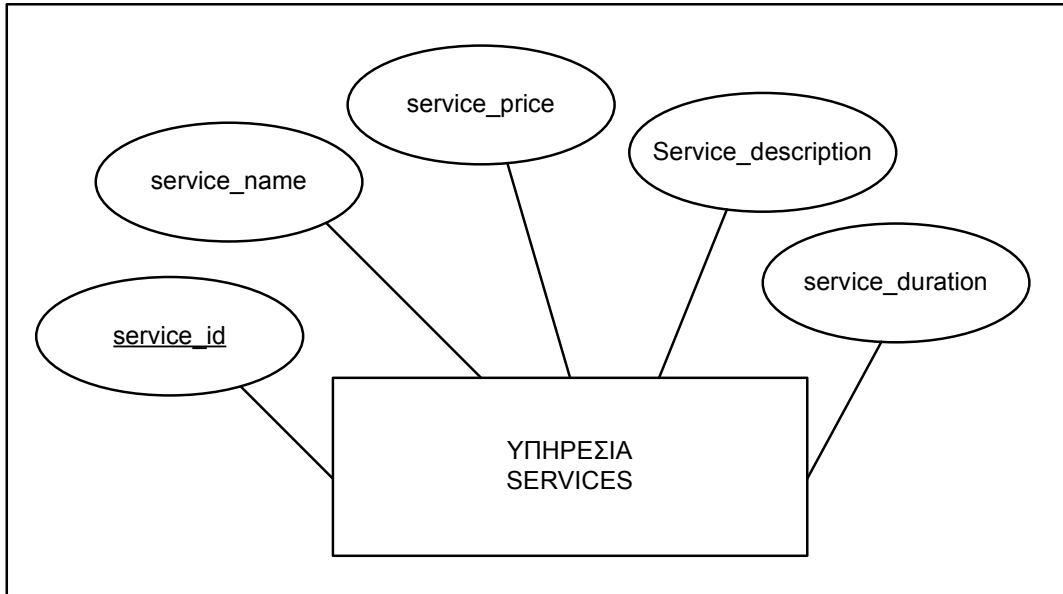 service_price
Service_description
service_name
service_duration
service_id
ΥΠΗΡΕΣΙΑ
SERVICES